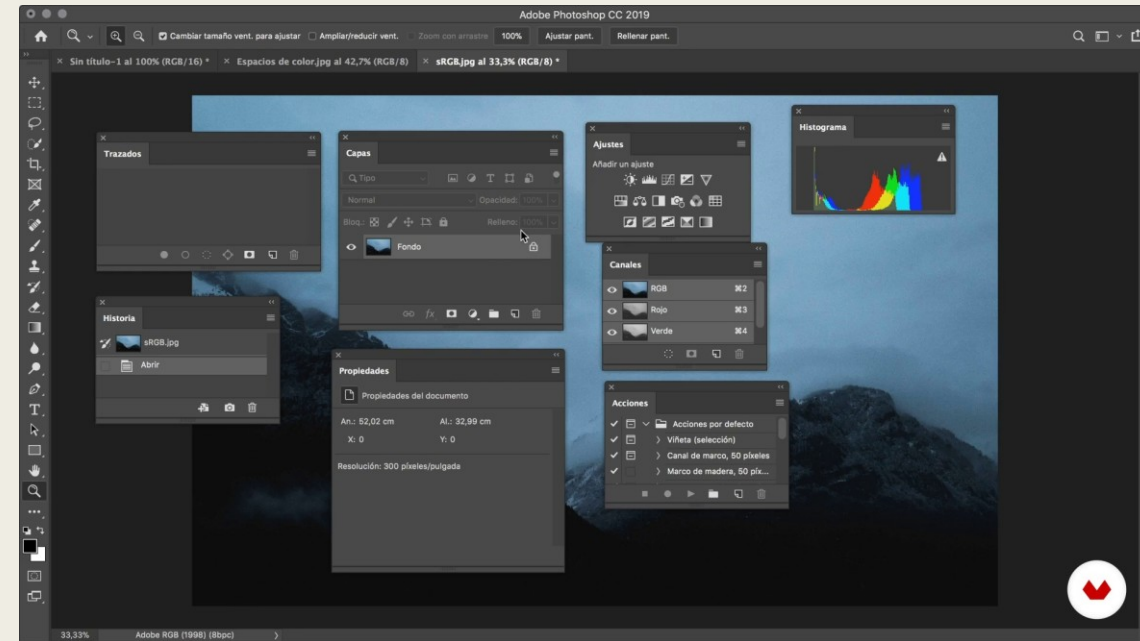 Adobe Photoshop CC 2019
Cambiar tamaño vent. para ajustar Ampliar/reducir vent. Zoom con arrastre 100% Ajustar pant. Rellenar pant.
Sin título-1 al 100% (RGB/16) * Espacios de color.jpg al 42,7% (RGB/8) sRGB.jpg al 33,3% (RGB/8) *
Trazados
Capas
Tipo
Normal Opacidad: 100%
Bloq.: Relleno: 100%
Fondo
fx
Ajustes
Añadir un ajuste
Histograma
Canales
RGB ⌘2
Rojo ⌘3
Verde ⌘4
Historia
sRGB.jpg
Abrir
Propiedades
Propiedades del documento
An.: 52,02 cm Al.: 32,99 cm
X: 0 Y: 0
Resolución: 300 píxeles/pulgada
Acciones
Acciones por defecto
Viñeta (selección)
Canal de marco, 50 píxeles
Marco de madera, 50 píx...
33,33% Adobe RGB (1998) (8bpc)